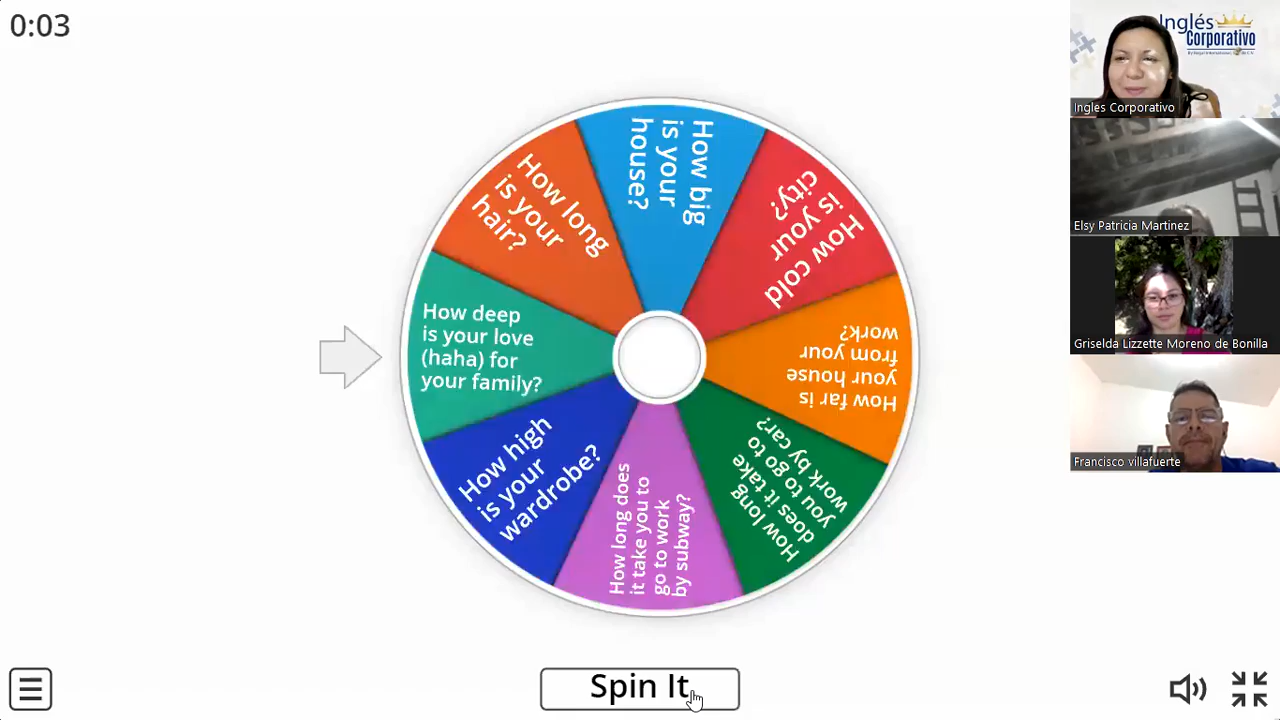 0:03
How big
is your
house?
How cold
is your
city?
How far is
your house
from your
work?
How long
does it take
you to go to
work by car?
How long does
it take you to
go to work
by subway?
How high
is your
wardrobe?
How deep
is your love
(haha) for
your family?
How long
is your
hair?
Spin It
Inglés
Corporativo
Ingles Corporativo
Elsy Patricia Martinez
Griselda Lizzette Moreno de Bonilla
Francisco villafuerte